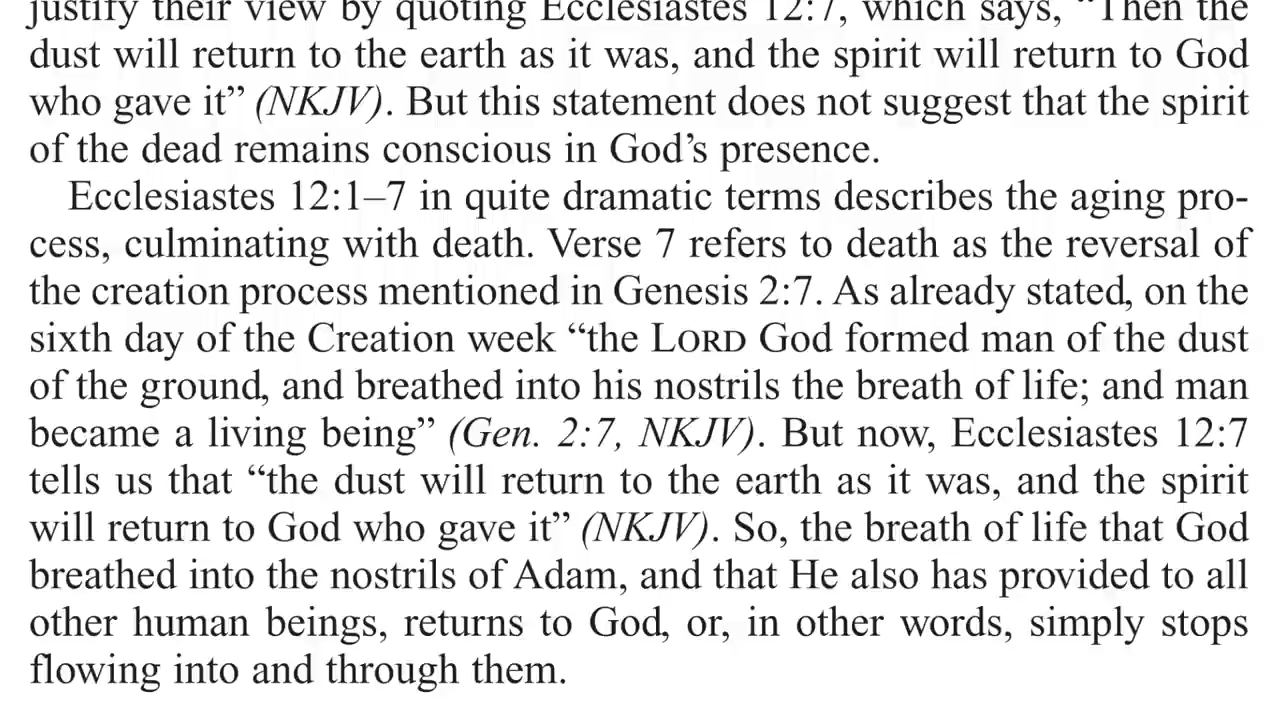 justify their view by quoting Ecclesiastes 12:7, which says, “Then the
dust will return to the earth as it was, and the spirit will return to God
who gave it” (NKJV). But this statement does not suggest that the spirit
of the dead remains conscious in God’s presence.
Ecclesiastes 12:1–7 in quite dramatic terms describes the aging pro-
cess, culminating with death. Verse 7 refers to death as the reversal of
the creation process mentioned in Genesis 2:7. As already stated, on the
sixth day of the Creation week “the LORD God formed man of the dust
of the ground, and breathed into his nostrils the breath of life; and man
became a living being” (Gen. 2:7, NKJV). But now, Ecclesiastes 12:7
tells us that “the dust will return to the earth as it was, and the spirit
will return to God who gave it” (NKJV). So, the breath of life that God
breathed into the nostrils of Adam, and that He also has provided to all
other human beings, returns to God, or, in other words, simply stops
flowing into and through them.